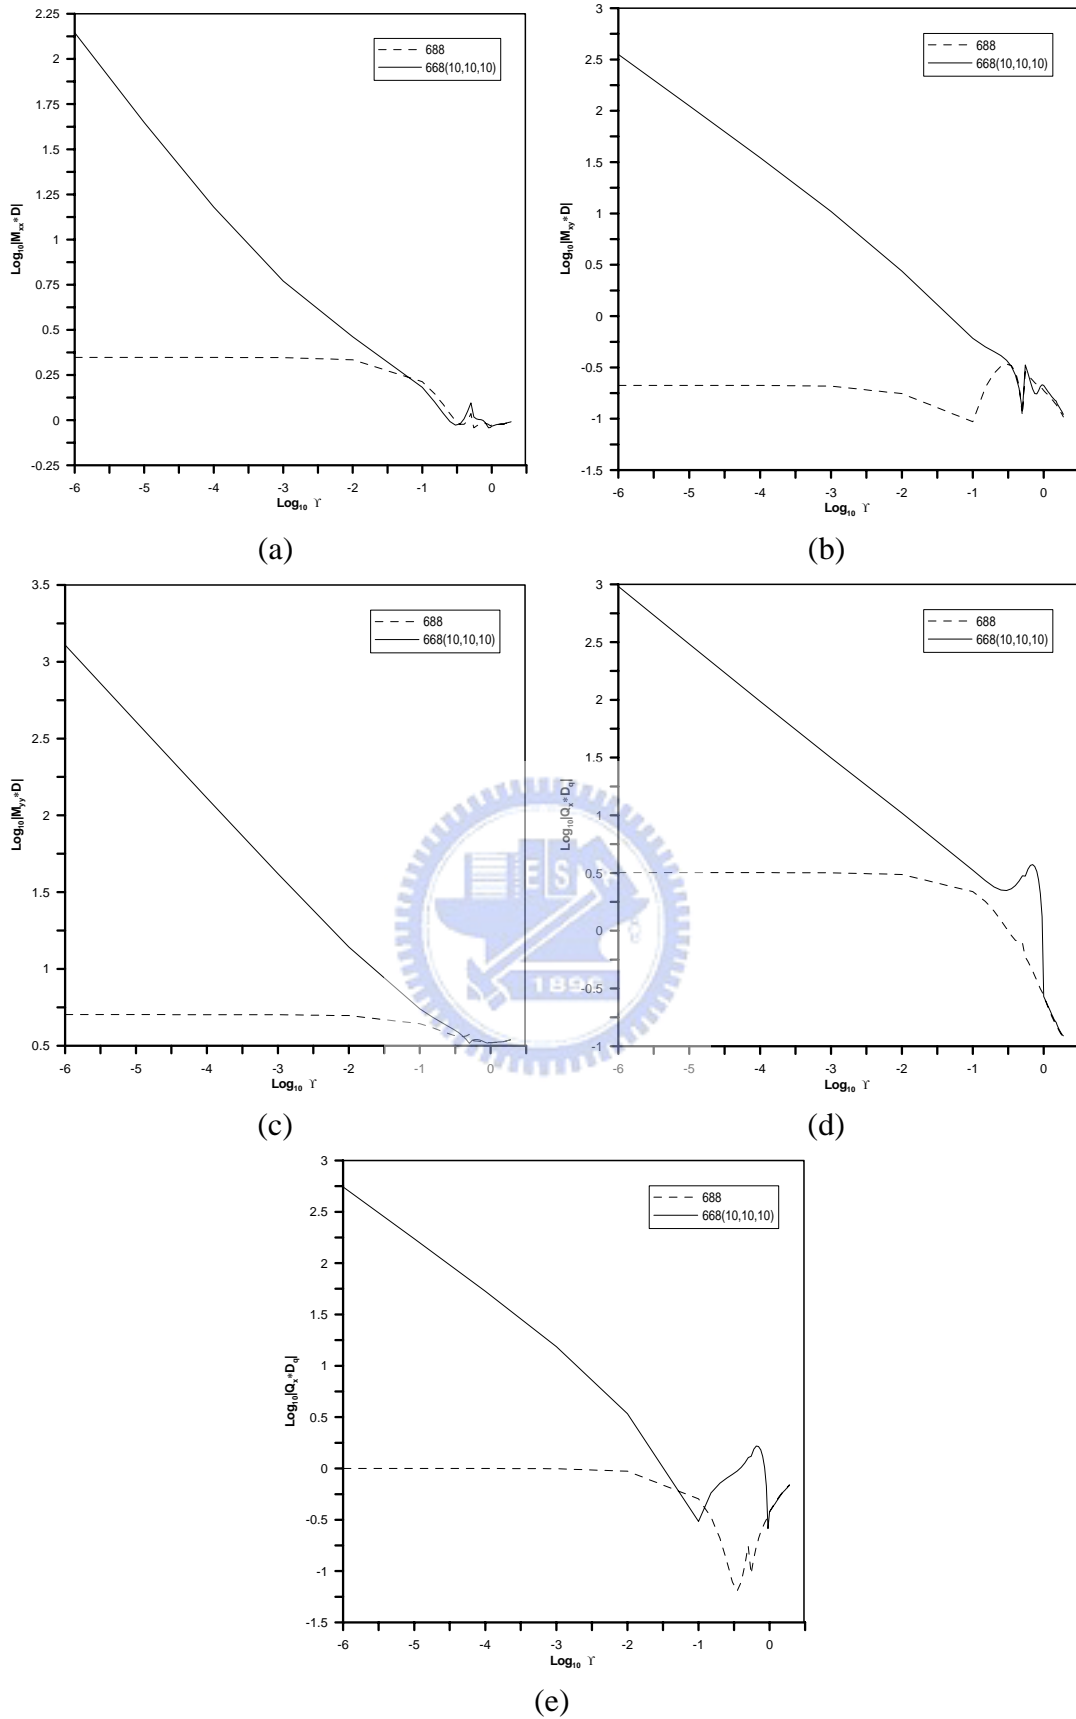 2.25
2
1.75
1.5
1.25
1
0.75
0.5
0.25
0
-0.25
Log10|Mxx*D|
688
668(10,10,10)
-6 -5 -4 -3 -2 -1 0
Log10 ϒ
(a)
3
2.5
2
1.5
1
0.5
0
-0.5
-1
-1.5
Log10|Mxy*D|
688
668(10,10,10)
-6 -5 -4 -3 -2 -1 0
Log10 ϒ
(b)
3.5
3
2.5
2
1.5
1
0.5
Log10|Myy*D|
688
668(10,10,10)
-6 -5 -4 -3 -2 -1 0
Log10 ϒ
(c)
3
2.5
2
1.5
1
0.5
0
-0.5
-1
Log10|Qx*Dq|
688
668(10,10,10)
-6 -5 -4 -3 -2 -1 0
Log10 ϒ
(d)
ES
1896
3
2.5
2
1.5
1
0.5
0
-0.5
-1
-1.5
Log10|Qx*Dq|
688
668(10,10,10)
-6 -5 -4 -3 -2 -1 0
Log10 ϒ
(e)